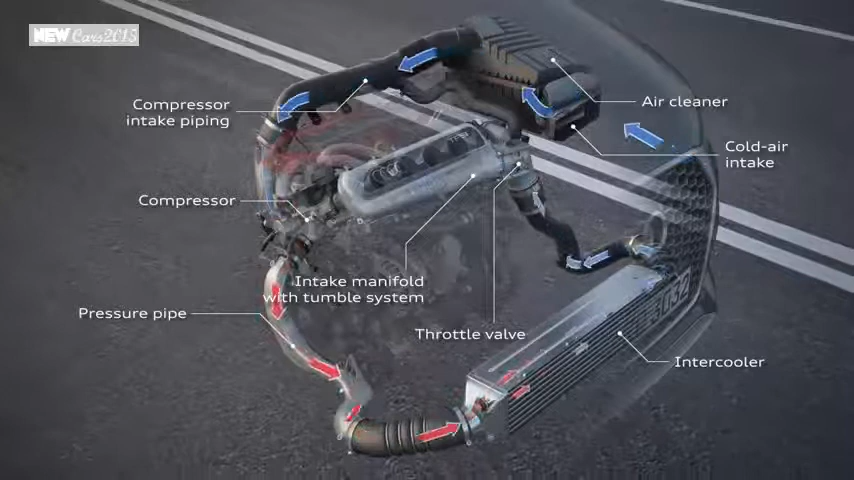 NEW Cars2015
Compressor
intake piping
Air cleaner
Cold-air
intake
Compressor
Intake manifold
with tumble system
Pressure pipe
Throttle valve
Intercooler